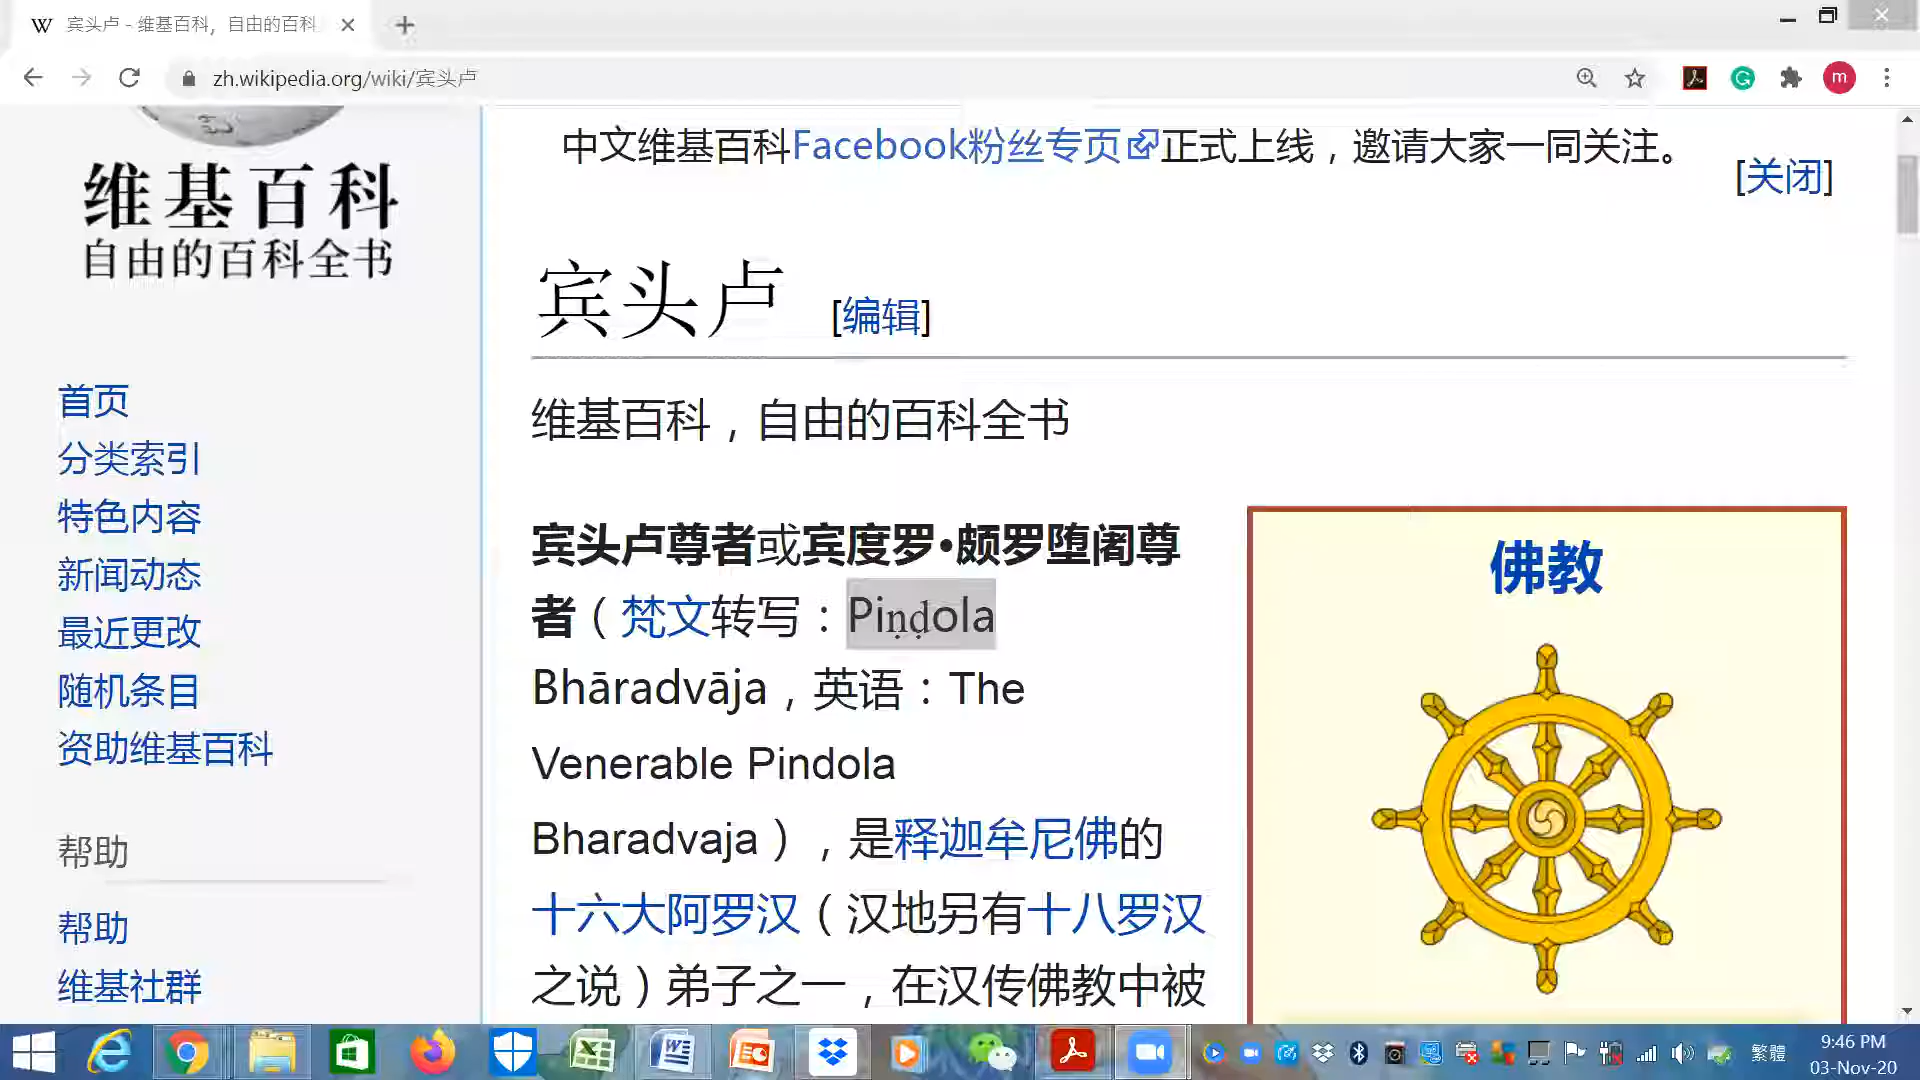 宾头卢 - 维基百科，自由的百科
zh.wikipedia.org/wiki/宾头卢
m
维基百科
自由的百科全书
首页
分类索引
特色内容
新闻动态
最近更改
随机条目
资助维基百科
帮助
帮助
维基社群
中文维基百科Facebook粉丝专页正式上线，邀请大家一同关注。
[关闭]
宾头卢 [编辑]
维基百科，自由的百科全书
宾头卢尊者或宾度罗·颇罗堕阁尊
者（梵文转写：Piṇḍola
Bhāradvāja，英语：The
Venerable Pindola
Bharadvaja），是释迦牟尼佛的
十六大阿罗汉（汉地另有十八罗汉
之说）弟子之一，在汉传佛教中被
佛教
繁體
9:46 PM
03-Nov-20